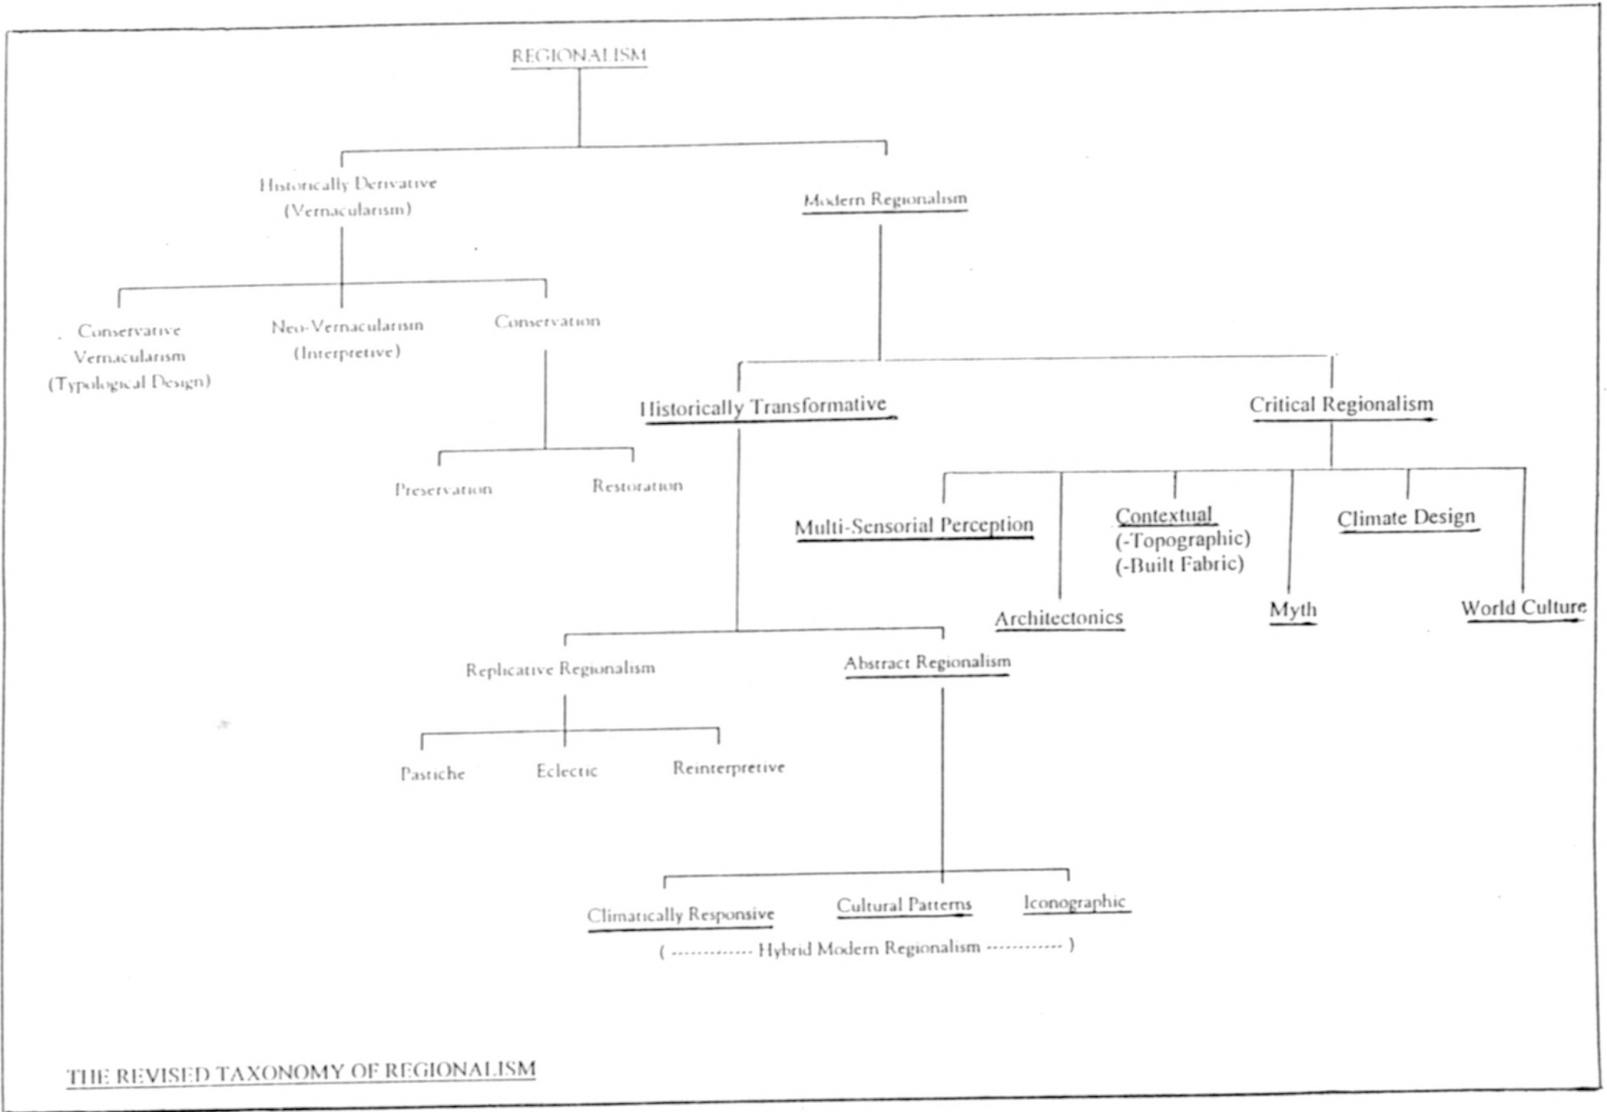 REGIONALISM
Historically Derivative
(Vernacularism)
Modern Regionalism
Conservative
Vernacularism
(Typological Design)
Neo-Vernacularism
(Interpretive)
Conservation
Historically Transformative
Critical Regionalism
Preservation
Restoration
Multi-Sensorial Perception
Contextual
(-Topographic)
(-Built Fabric)
Climate Design
Architectonics
Myth
World Culture
Replicative Regionalism
Abstract Regionalism
Pastiche
Eclectic
Reinterpretive
Climatically Responsive
Cultural Patterns
Iconographic
( ------------- Hybrid Modern Regionalism ------------ )
THE REVISED TAXONOMY OF REGIONALISM